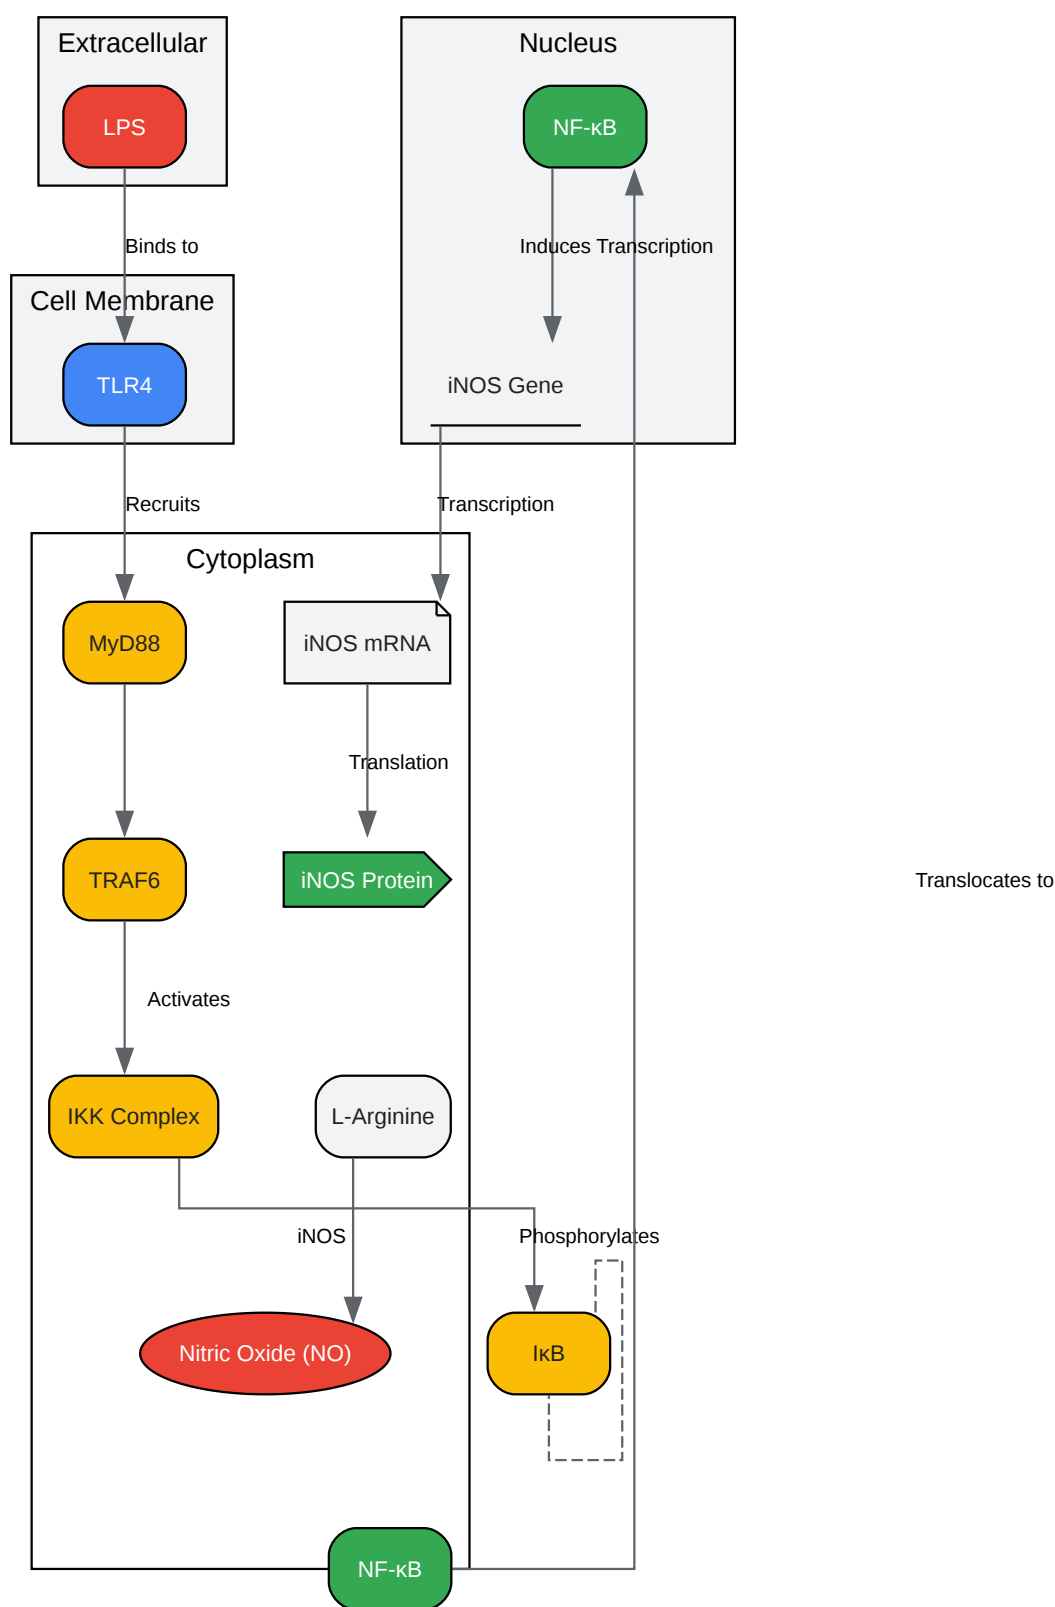 Extracellular
Nucleus
LPS
NF-κB
Binds to
Induces Transcription
Cell Membrane
TLR4
iNOS Gene
Recruits
Transcription
Cytoplasm
MyD88
iNOS mRNA
Translation
TRAF6
iNOS Protein
Translocates to
Activates
IKK Complex
L-Arginine
iNOS
Phosphorylates
Nitric Oxide (NO)
IκB
NF-κB